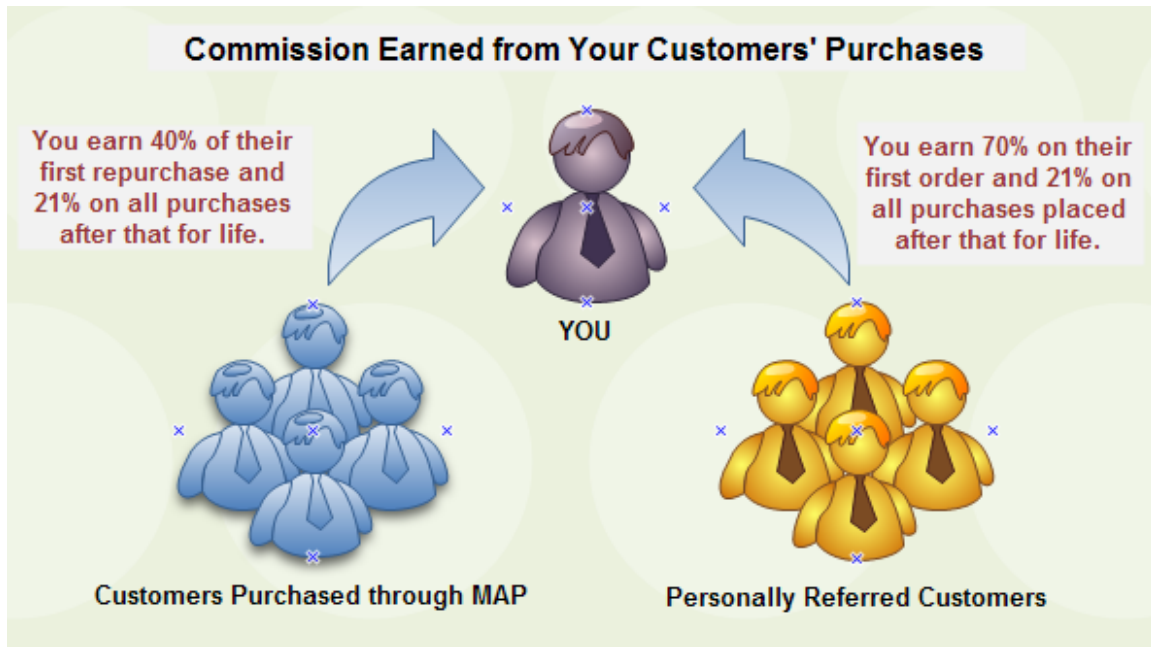 Commission Earned from Your Customers' Purchases
You earn 40% of their
first repurchase and
21% on all purchases
after that for life.
You earn 70% on their
first order and 21% on
all purchases placed
after that for life.
YOU
Customers Purchased through MAP
Personally Referred Customers